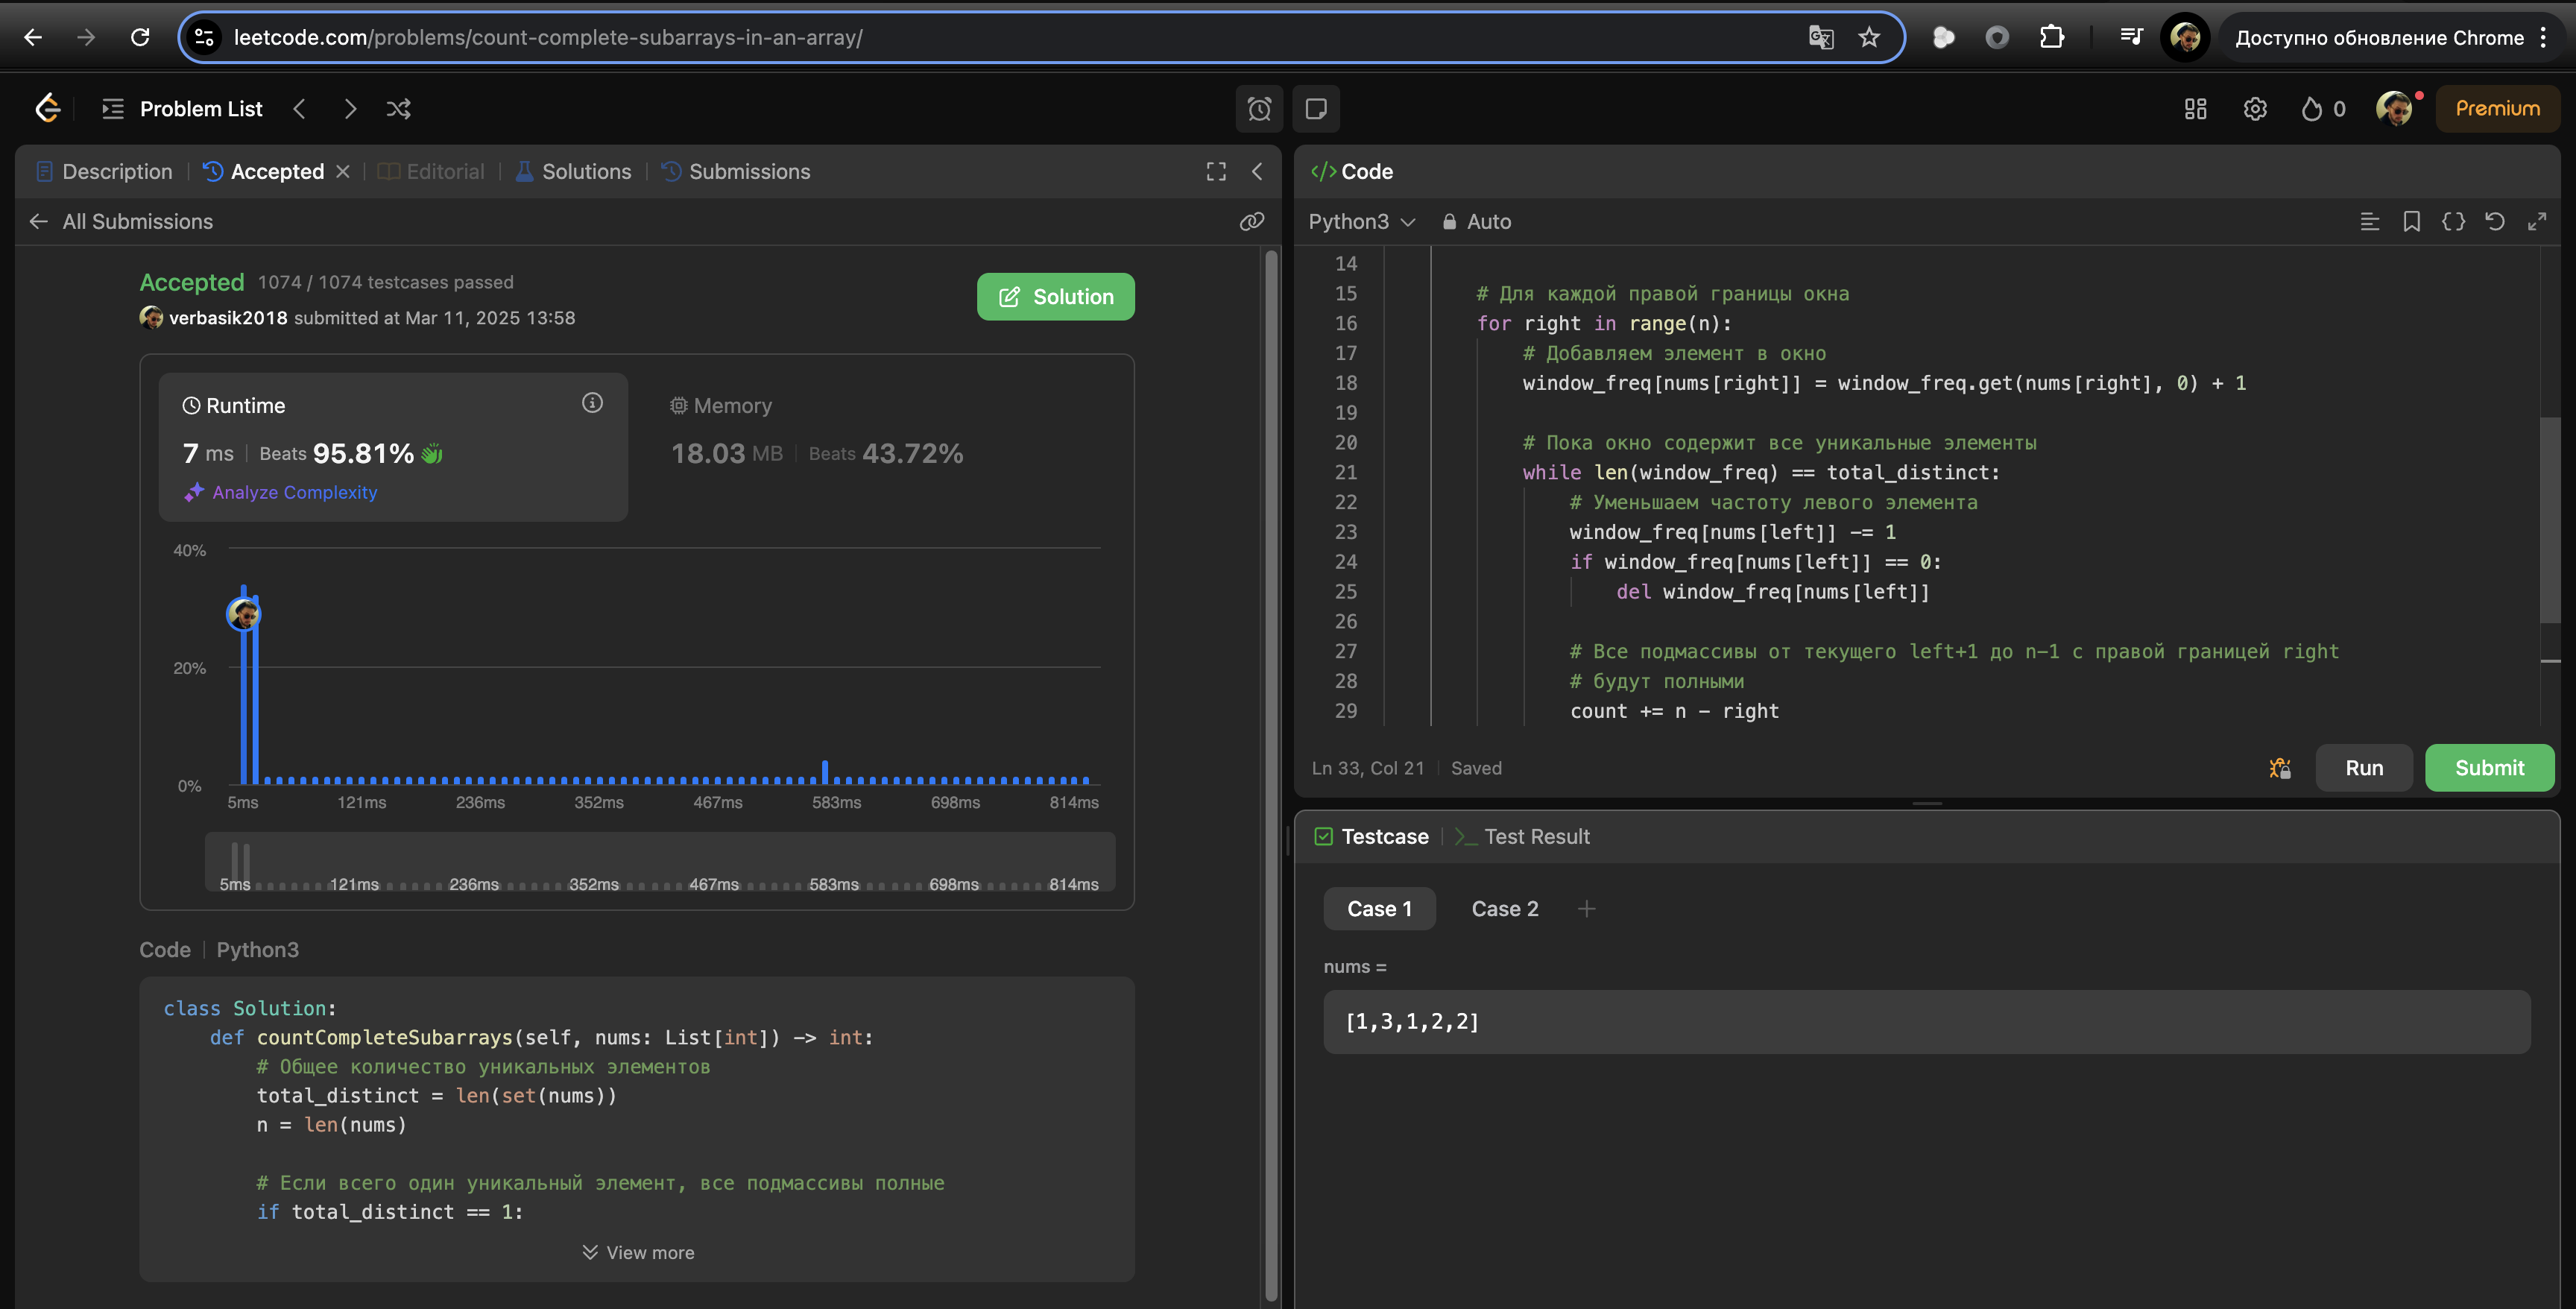 leetcode.com/problems/count-complete-subarrays-in-an-array/
Доступно обновление Chrome
Problem List
0
Premium
Description
Accepted
Editorial
Solutions
Submissions
All Submissions
Accepted 1074 / 1074 testcases passed
verbasik2018 submitted at Mar 11, 2025 13:58
Solution
Runtime
7 ms | Beats 95.81%
Analyze Complexity
Memory
18.03 MB | Beats 43.72%
40%
20%
0%
5ms 121ms 236ms 352ms 467ms 583ms 698ms 814ms
5ms 121ms 236ms 352ms 467ms 583ms 698ms 814ms
Code | Python3
class Solution:
def countCompleteSubarrays(self, nums: List[int]) -> int:
# Общее количество уникальных элементов
total_distinct = len(set(nums))
n = len(nums)
# Если всего один уникальный элемент, все подмассивы полные
if total_distinct == 1:
View more
</> Code
Python3
Auto
14
15 # Для каждой правой границы окна
16 for right in range(n):
17 # Добавляем элемент в окно
18 window_freq[nums[right]] = window_freq.get(nums[right], 0) + 1
19
20 # Пока окно содержит все уникальные элементы
21 while len(window_freq) == total_distinct:
22 # Уменьшаем частоту левого элемента
23 window_freq[nums[left]] -= 1
24 if window_freq[nums[left]] == 0:
25 del window_freq[nums[left]]
26
27 # Все подмассивы от текущего left+1 до n-1 с правой границей right
28 # будут полными
29 count += n - right
Ln 33, Col 21 | Saved
Run
Submit
Testcase
Test Result
Case 1
Case 2
nums =
[1,3,1,2,2]